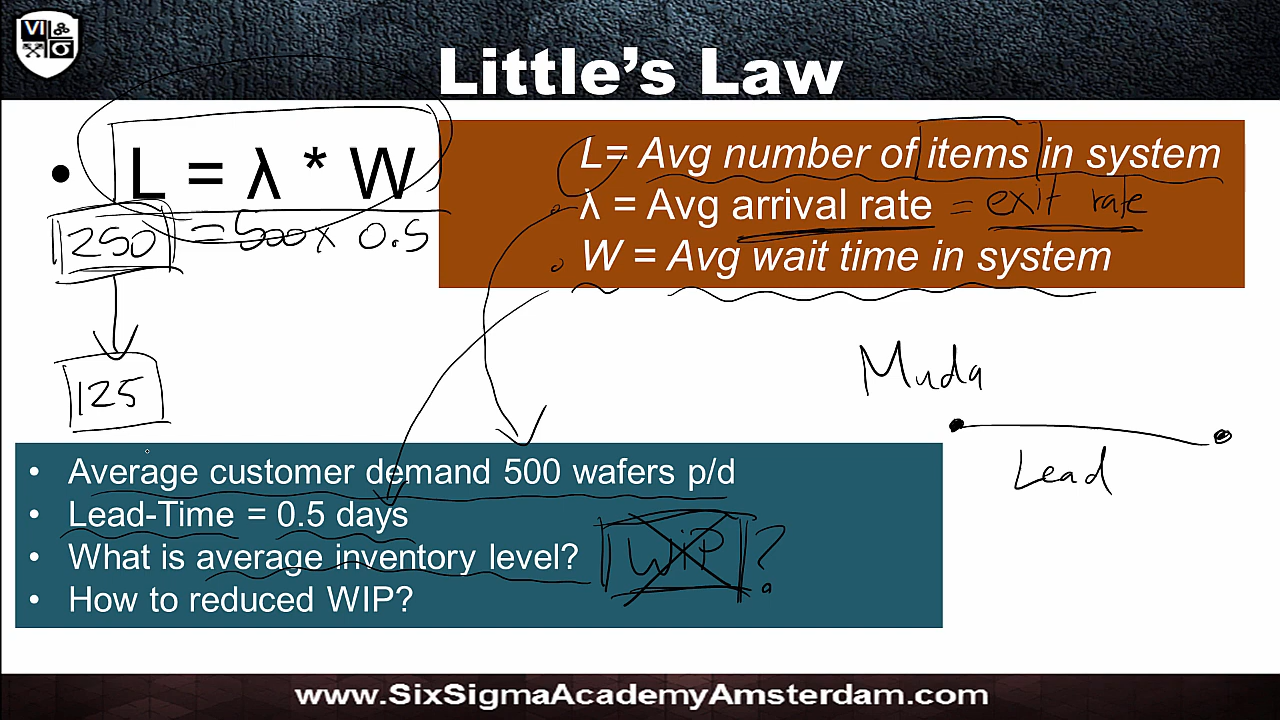 VI
Little's Law
• L = λ * W
L= Avg number of items in system
λ = Avg arrival rate = exit rate
W = Avg wait time in system
250 = 500 x 0.5
125
Muda
Lead
• Average customer demand 500 wafers p/d
• Lead-Time = 0.5 days
• What is average inventory level? WiP ?
• How to reduced WIP?
www.SixSigmaAcademyAmsterdam.com